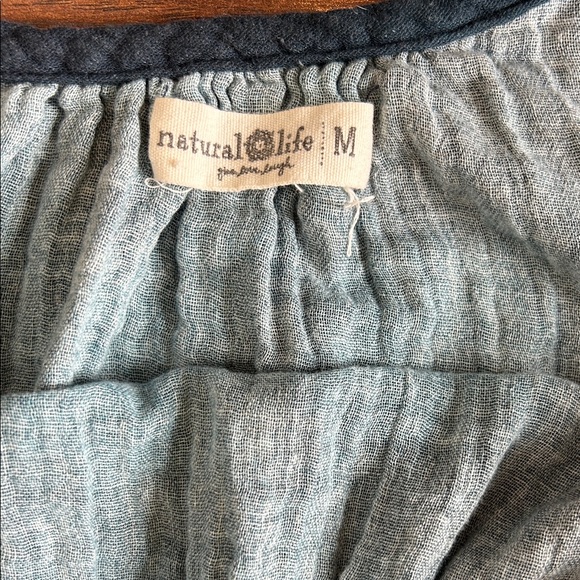 natural life M
give, love, laugh